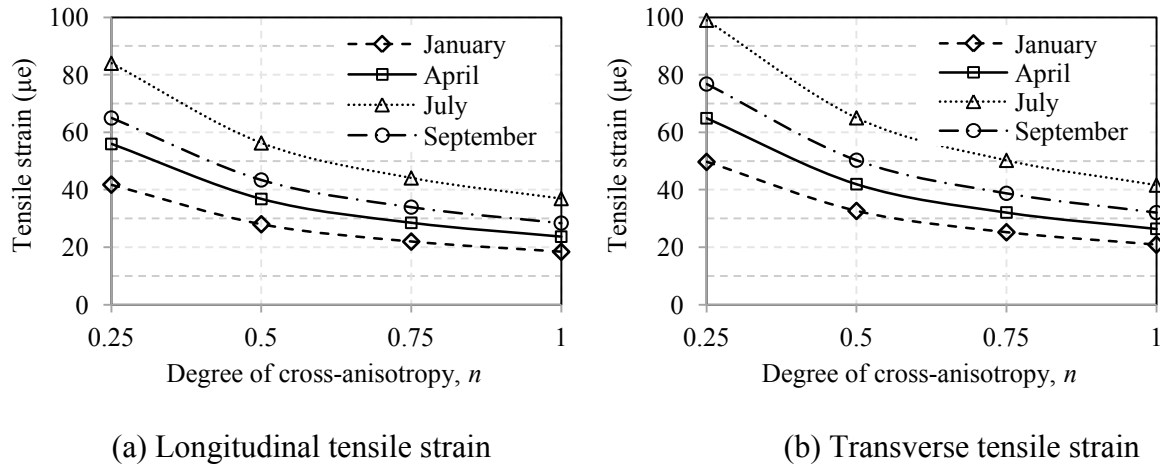 100
80
60
40
20
0
Tensile strain (µe)
January
April
July
September
0.25 0.5 0.75 1
Degree of cross-anisotropy, n
(a) Longitudinal tensile strain
100
80
60
40
20
0
Tensile strain (µe)
January
April
July
September
0.25 0.5 0.75 1
Degree of cross-anisotropy, n
(b) Transverse tensile strain